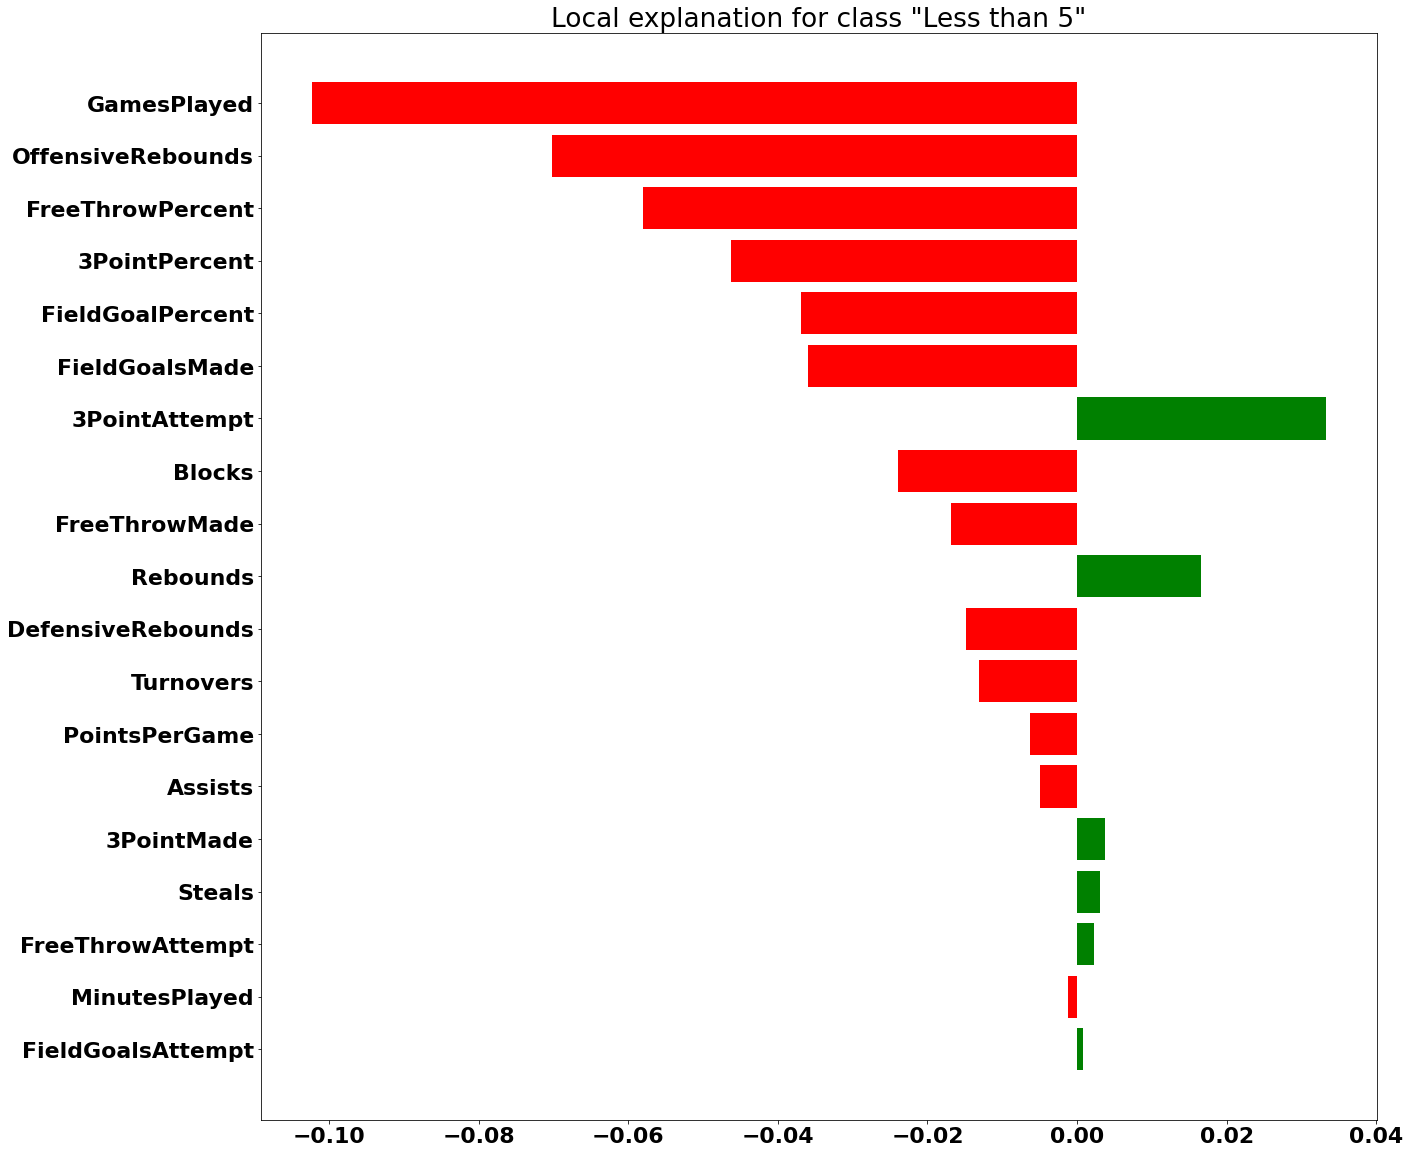 Local explanation for class "Less than 5"
GamesPlayed
OffensiveRebounds
FreeThrowPercent
3PointPercent
FieldGoalPercent
FieldGoalsMade
3PointAttempt
Blocks
FreeThrowMade
Rebounds
DefensiveRebounds
Turnovers
PointsPerGame
Assists
3PointMade
Steals
FreeThrowAttempt
MinutesPlayed
FieldGoalsAttempt
−0.10 −0.08 −0.06 −0.04 −0.02 0.00 0.02 0.04